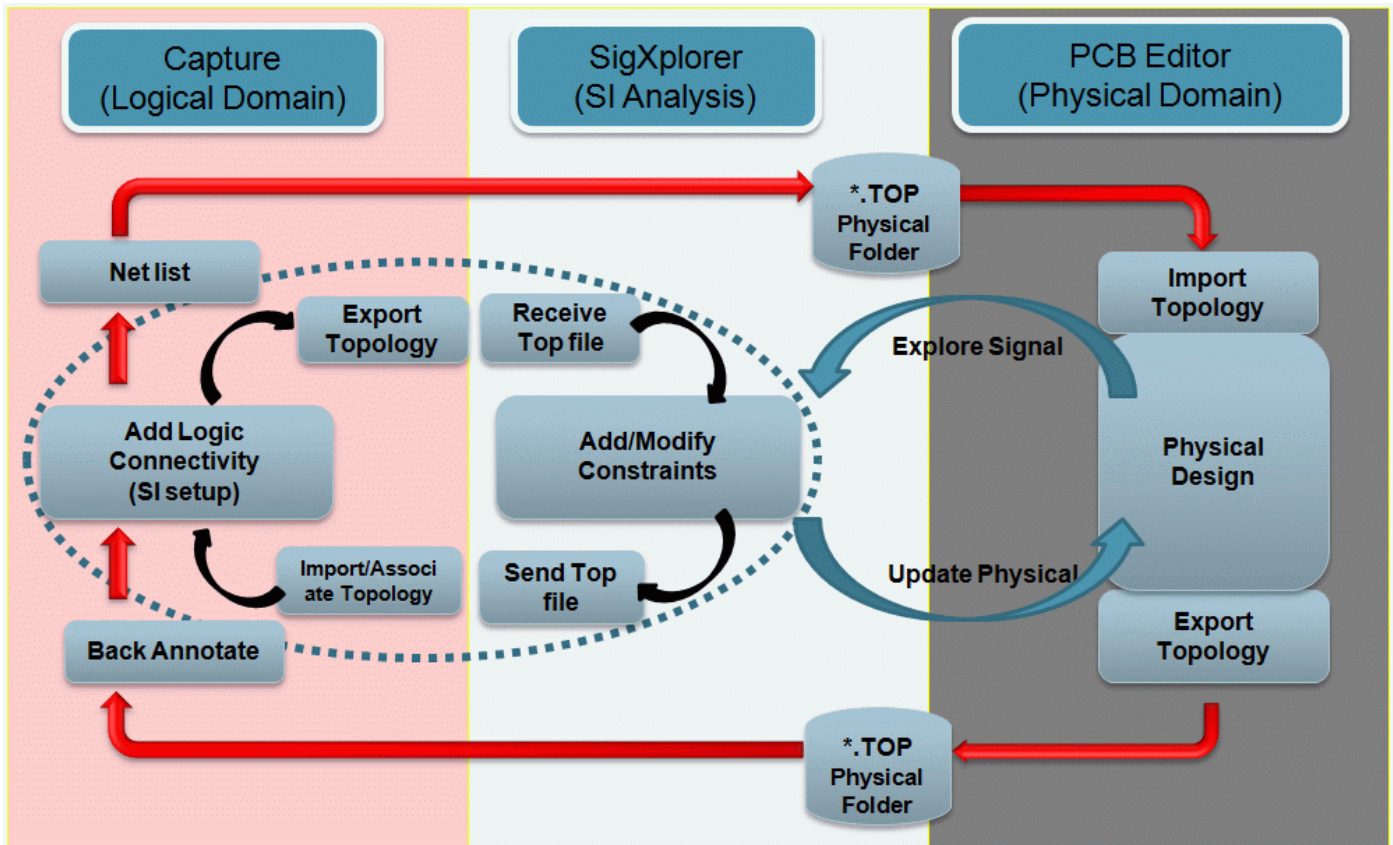 Capture
(Logical Domain)
SigXplorer
(SI Analysis)
PCB Editor
(Physical Domain)
*.TOP
Physical
Folder
Net list
Import
Topology
Export
Topology
Receive
Top file
Explore Signal
Add Logic
Connectivity
(SI setup)
Add/Modify
Constraints
Physical
Design
Import/Associ
ate Topology
Send Top
file
Update Physical
Back Annotate
Export
Topology
*.TOP
Physical
Folder